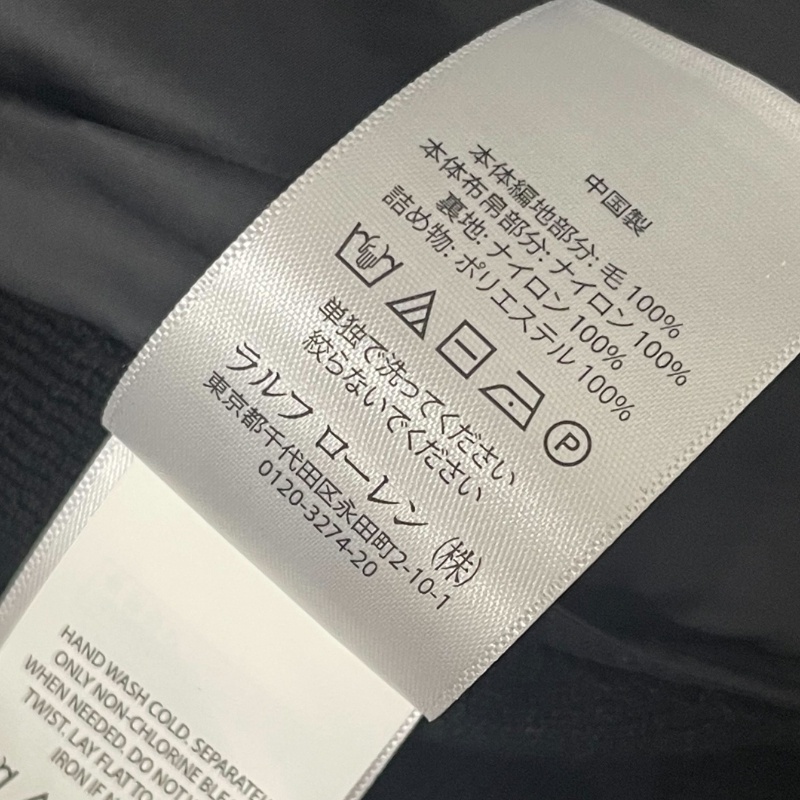 中国製
本体編地部分: 毛 100%
本体布帛部分: ナイロン 100%
裏地: ナイロン 100%
詰め物: ポリエステル 100%
P
単独で洗ってください
絞らないでください
ラルフ ローレン (株)
東京都千代田区永田町2-10-1
0120-3274-20
HAND WASH COLD. SEPARATELY
ONLY NON-CHLORINE BLE
WHEN NEEDED. DO NOT
TWIST. LAY FLAT TO
IRON IF N